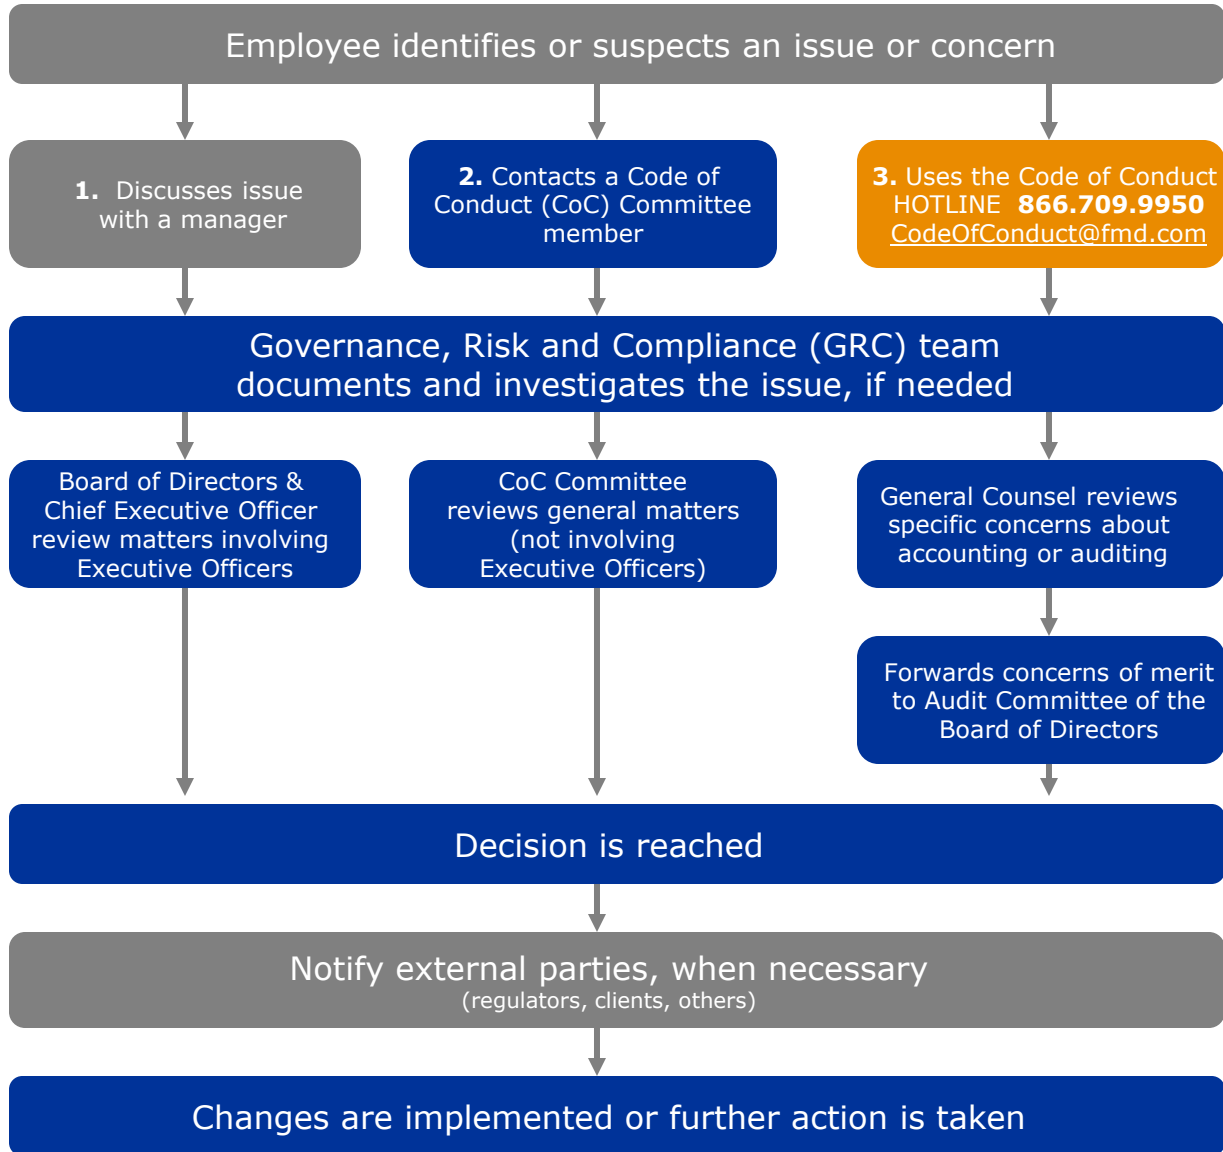 Employee identifies or suspects an issue or concern
1. Discusses issue
with a manager
2. Contacts a Code of
Conduct (CoC) Committee
member
3. Uses the Code of Conduct
HOTLINE 866.709.9950
CodeOfConduct@fmd.com
Governance, Risk and Compliance (GRC) team
documents and investigates the issue, if needed
Board of Directors &
Chief Executive Officer
review matters involving
Executive Officers
CoC Committee
reviews general matters
(not involving
Executive Officers)
General Counsel reviews
specific concerns about
accounting or auditing
Forwards concerns of merit
to Audit Committee of the
Board of Directors
Decision is reached
Notify external parties, when necessary
(regulators, clients, others)
Changes are implemented or further action is taken